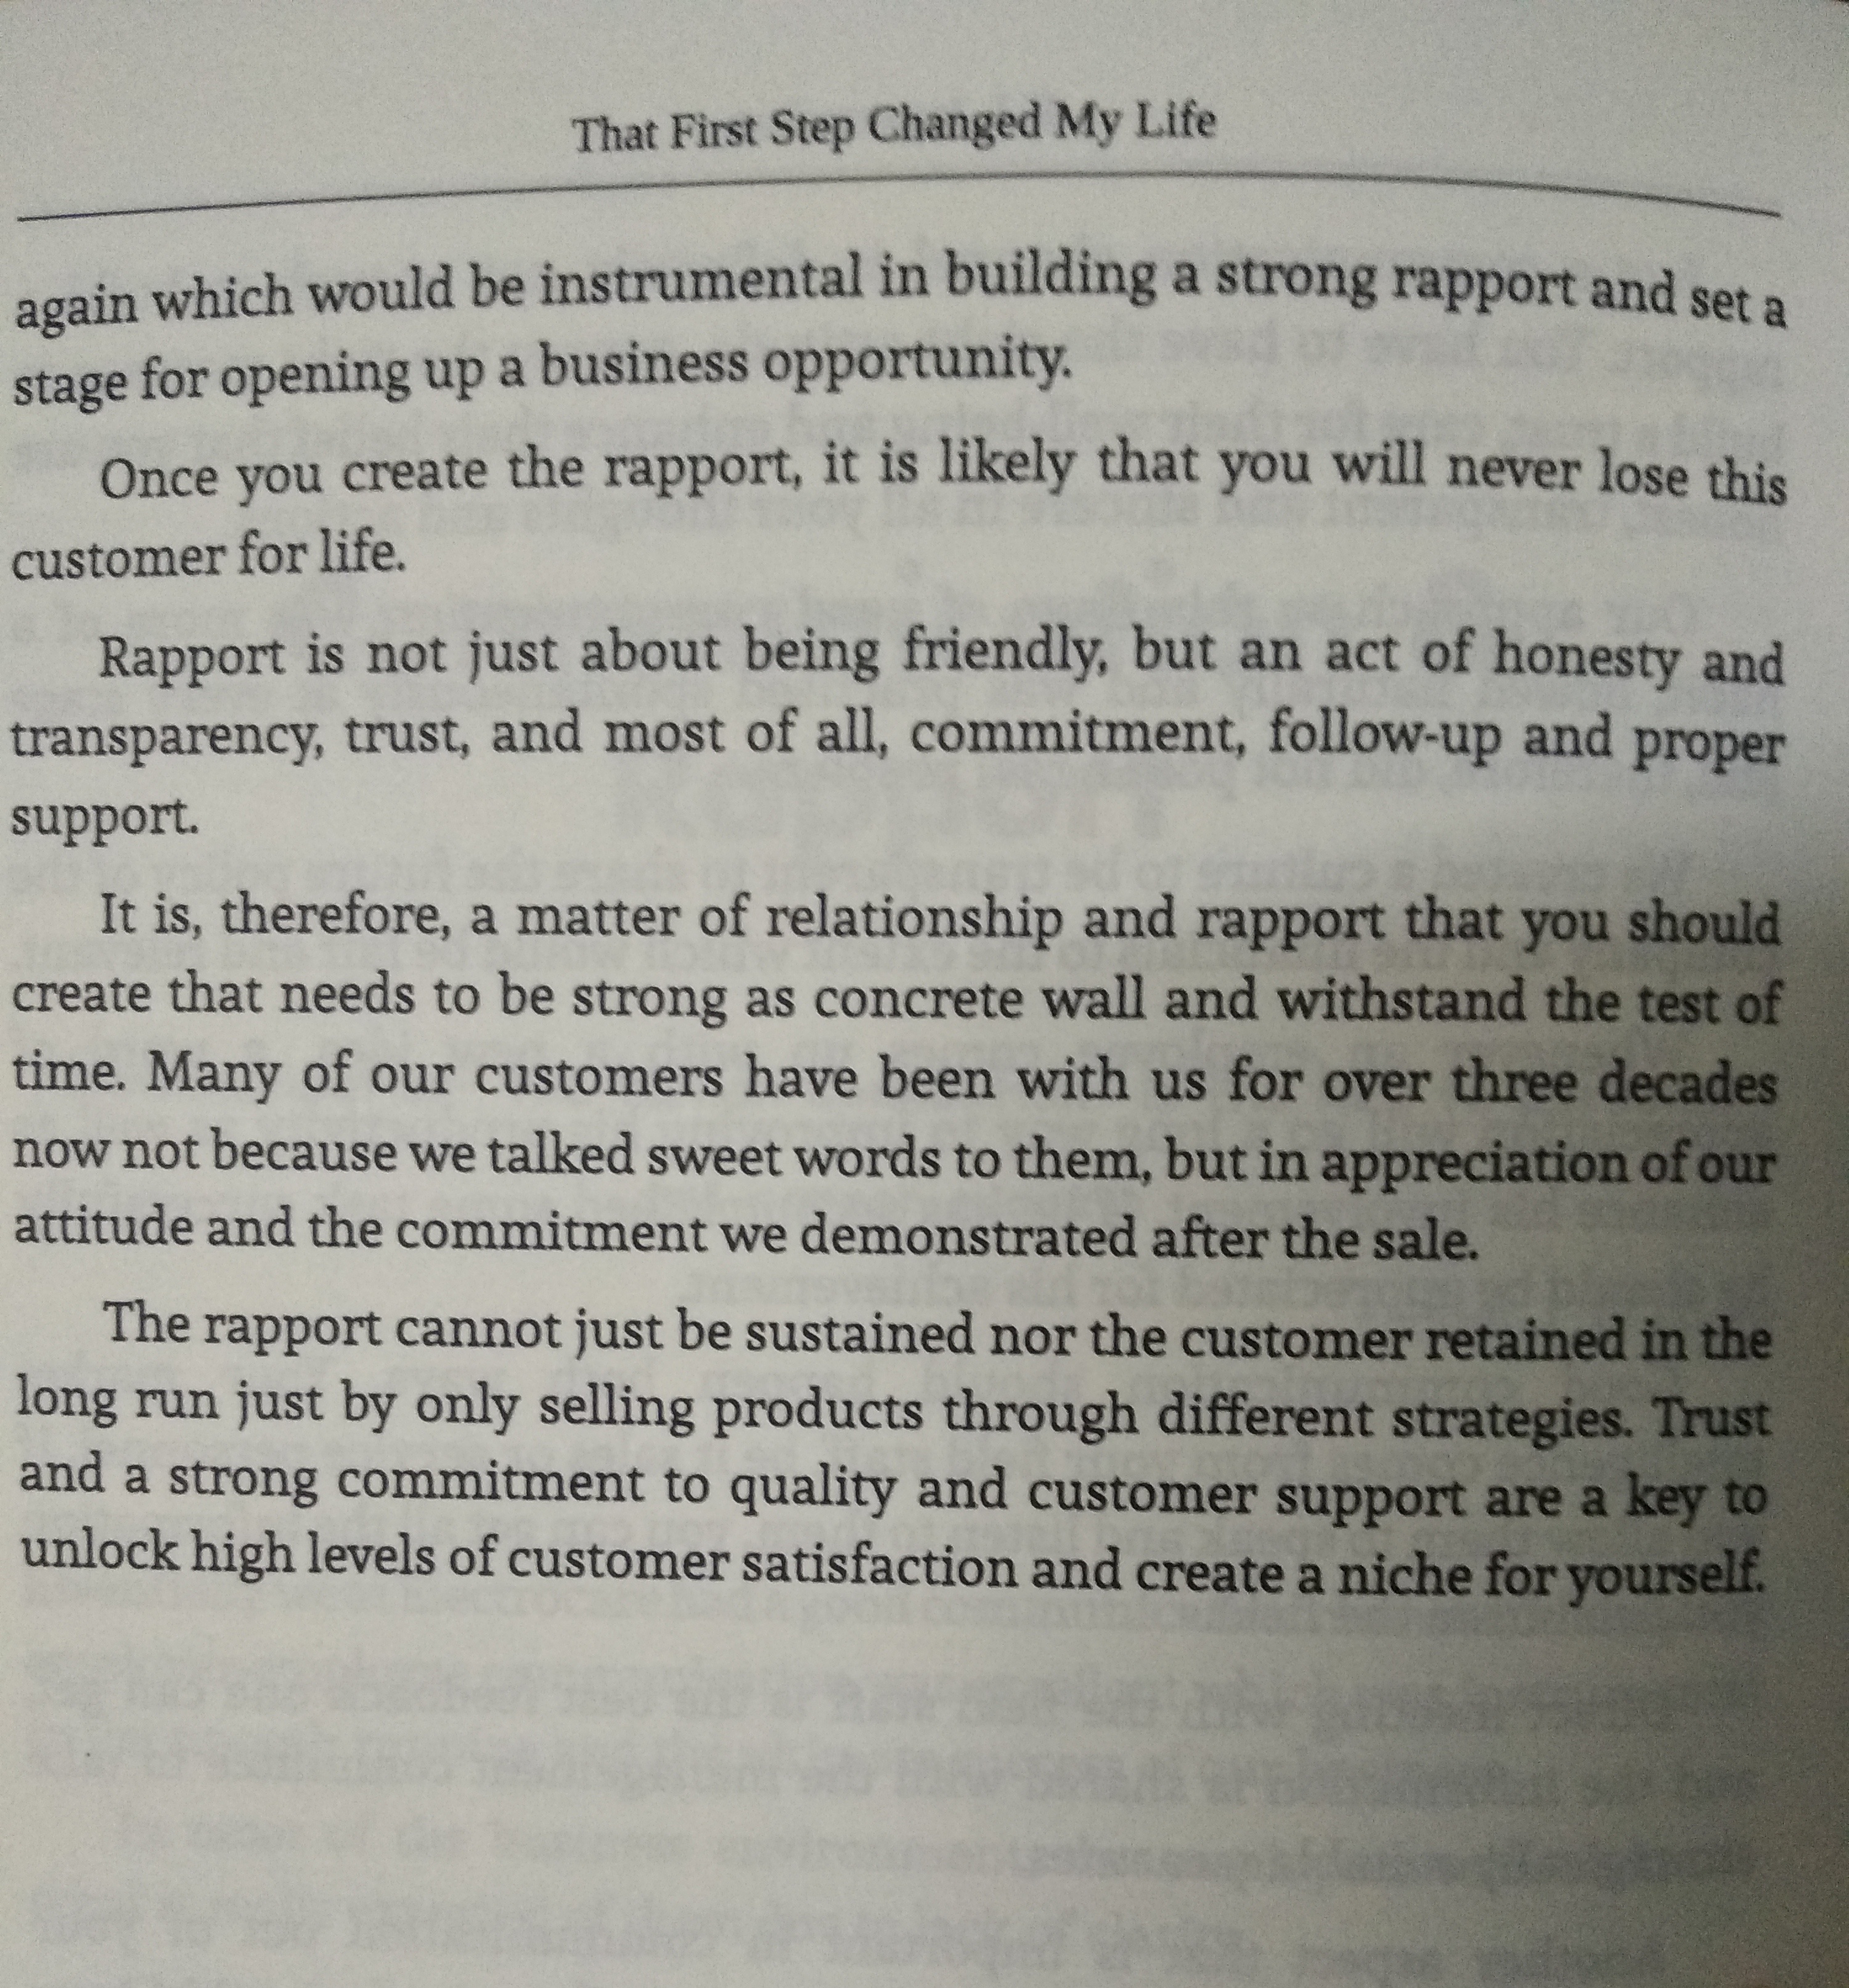 That First Step Changed My Life
again which would be instrumental in building a strong rapport and set a
stage for opening up a business opportunity.
Once you create the rapport, it is likely that you will never lose this
customer for life.
Rapport is not just about being friendly, but an act of honesty and
transparency, trust, and most of all, commitment, follow-up and proper
support.
It is, therefore, a matter of relationship and rapport that you should
create that needs to be strong as concrete wall and withstand the test of
time. Many of our customers have been with us for over three decades
now not because we talked sweet words to them, but in appreciation of our
attitude and the commitment we demonstrated after the sale.
The rapport cannot just be sustained nor the customer retained in the
long run just by only selling products through different strategies. Trust
and a strong commitment to quality and customer support are a key to
unlock high levels of customer satisfaction and create a niche for yourself.